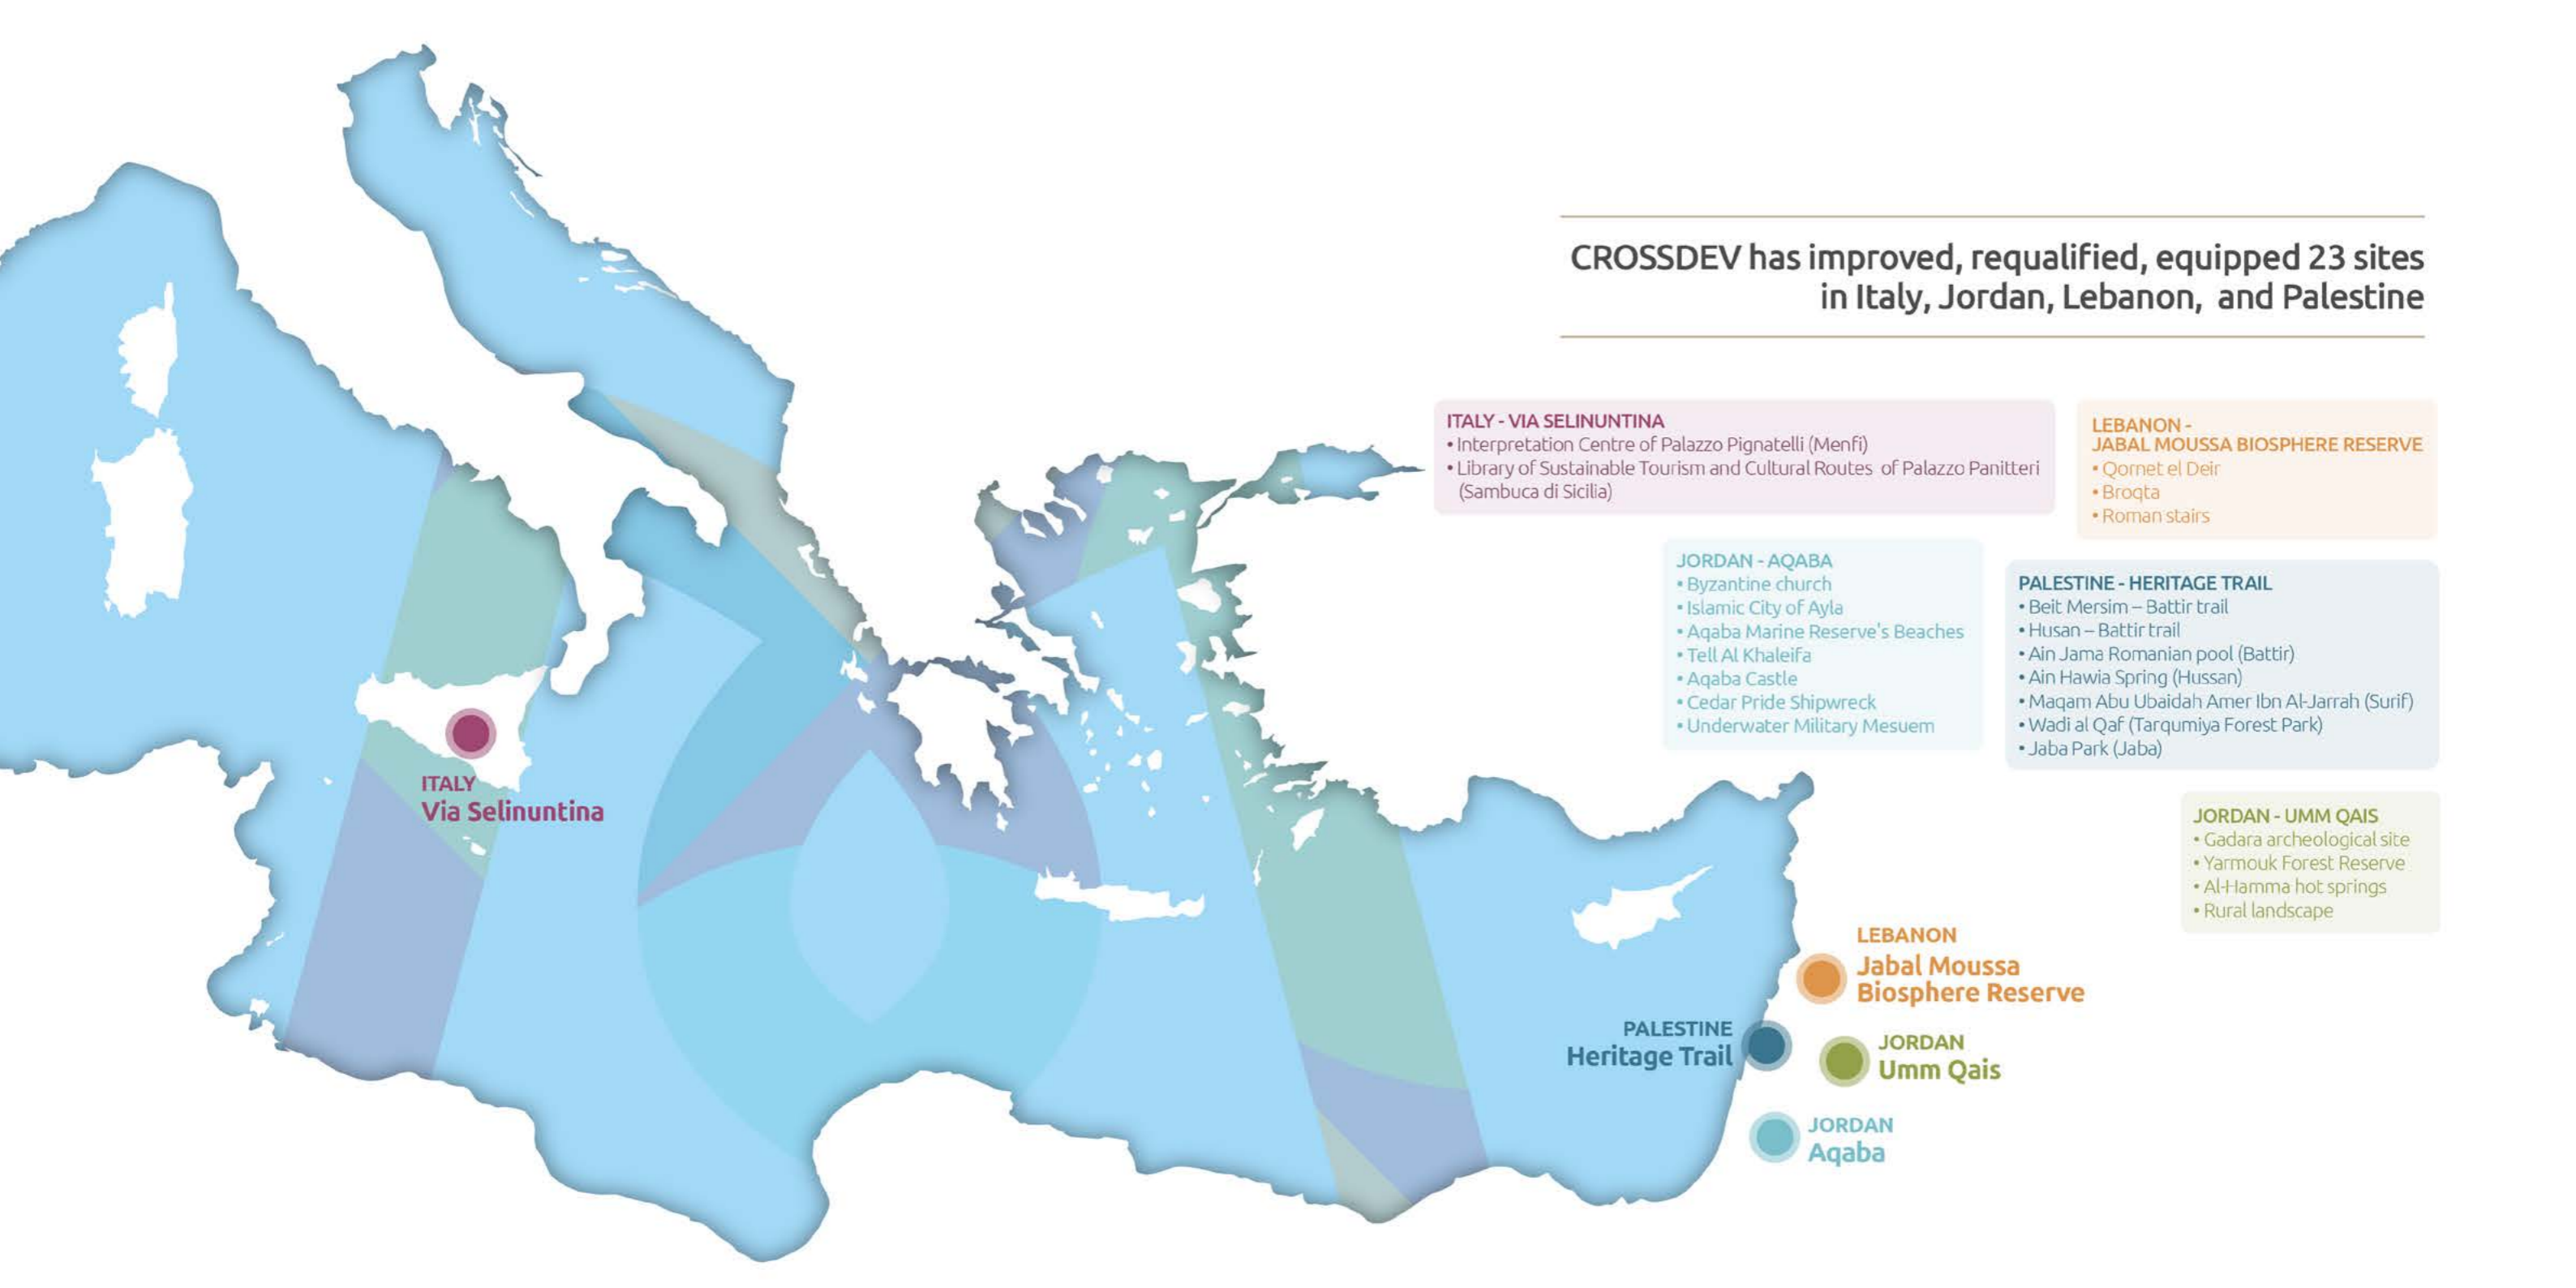 CROSSDEV has improved, requalified, equipped 23 sites
in Italy, Jordan, Lebanon, and Palestine
ITALY - VIA SELINUNTINA
• Interpretation Centre of Palazzo Pignatelli (Menfi)
• Library of Sustainable Tourism and Cultural Routes of Palazzo Panitteri
(Sambuca di Sicilia)
LEBANON -
JABAL MOUSSA BIOSPHERE RESERVE
• Qornet el Deir
• Broqta
• Roman stairs
JORDAN - AQABA
• Byzantine church
• Islamic City of Ayla
• Aqaba Marine Reserve's Beaches
• Tell Al Khaleifa
• Aqaba Castle
• Cedar Pride Shipwreck
• Underwater Military Mesuem
PALESTINE - HERITAGE TRAIL
• Beit Mersim – Battir trail
• Husan – Battir trail
• Ain Jama Romanian pool (Battir)
• Ain Hawia Spring (Hussan)
• Maqam Abu Ubaidah Amer Ibn Al-Jarrah (Surif)
• Wadi al Qaf (Tarqumiya Forest Park)
• Jaba Park (Jaba)
JORDAN - UMM QAIS
• Gadara archeological site
• Yarmouk Forest Reserve
• Al-Hamma hot springs
• Rural landscape
ITALY
Via Selinuntina
LEBANON
Jabal Moussa
Biosphere Reserve
PALESTINE
Heritage Trail
JORDAN
Umm Qais
JORDAN
Aqaba